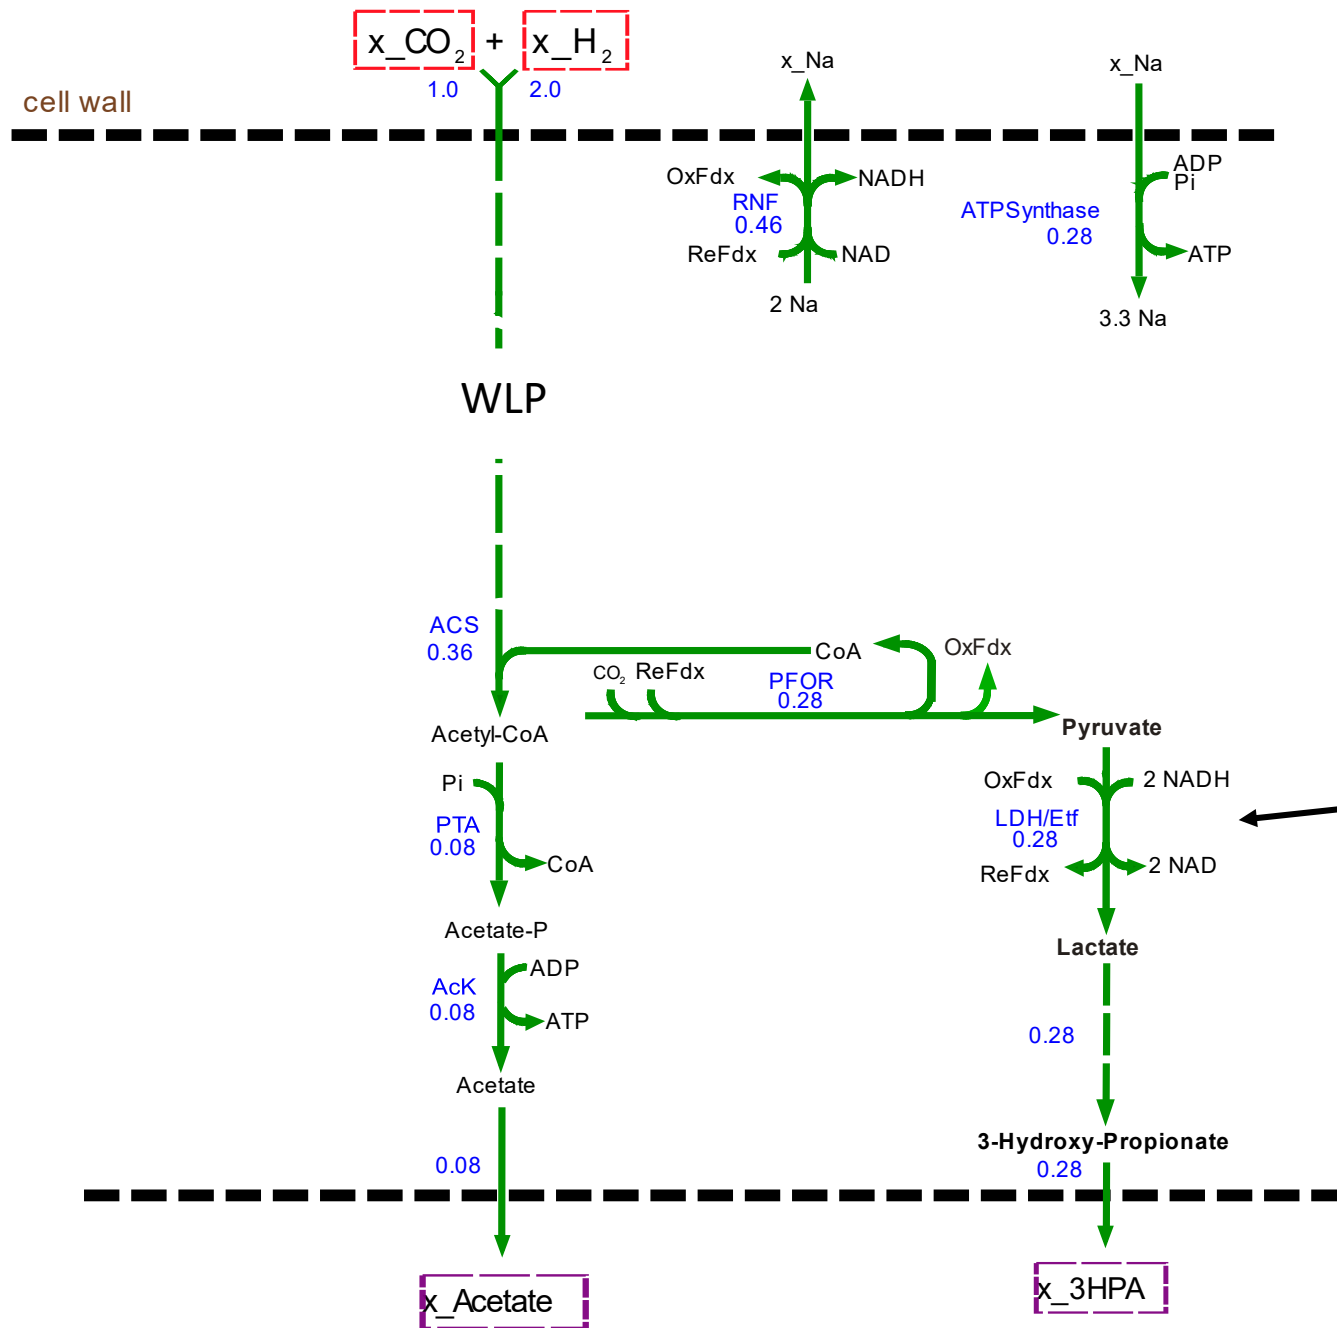 x_CO₂ + x_H₂
1.0 2.0
x_Na
x_Na
cell wall
OxFdx NADH
RNF
0.46
ReFdx NAD
2 Na
ADP
Pi
ATPSynthase
0.28
ATP
3.3 Na
WLP
ACS
0.36
CoA
OxFdx
CO₂ ReFdx
PFOR
0.28
Acetyl-CoA
Pyruvate
Pi
PTA
0.08
CoA
OxFdx 2 NADH
LDH/Etf
0.28
ReFdx 2 NAD
Acetate-P
Lactate
ADP
AcK
0.08
ATP
0.28
Acetate
3-Hydroxy-Propionate
0.08
0.28
x_Acetate
x_3HPA